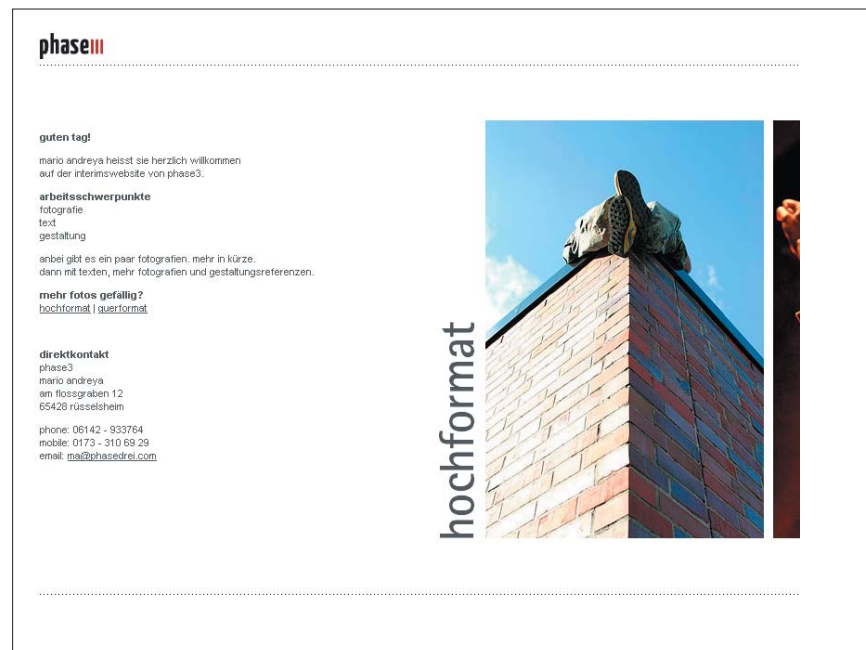 phaseIII
guten tag!
mario andreya heisst sie herzlich willkommen
auf der interimswebsite von phase3.
arbeitsschwerpunkte
fotografie
text
gestaltung
anbei gibt es ein paar fotografien. mehr in kürze.
dann mit texten, mehr fotografien und gestaltungsreferenzen.
mehr fotos gefällig?
hochformat | querformat
direktkontakt
phase3
mario andreya
am flossgraben 12
65428 rüsselsheim
phone: 06142 - 933764
mobile: 0173 - 310 69 29
email: ma@phasedrei.com
hochformat